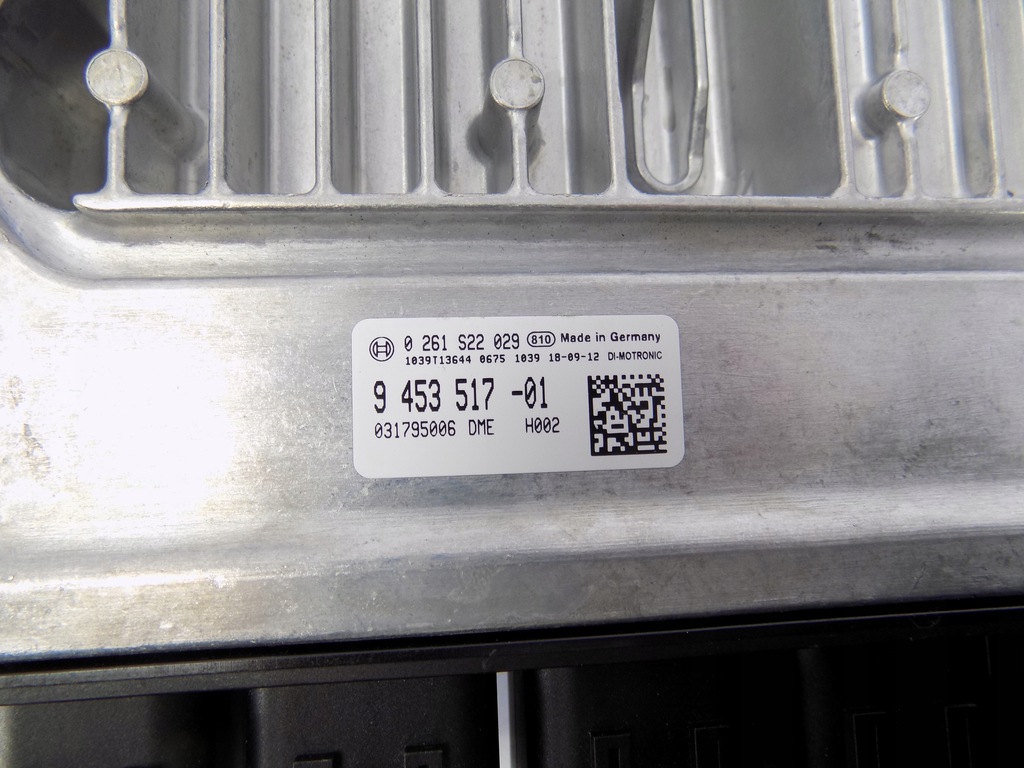 0 261 S22 029 810 Made in Germany
1039T13644 0675 1039 18-09-12 DI-MOTRONIC
9 453 517 -01
031795006 DME H002